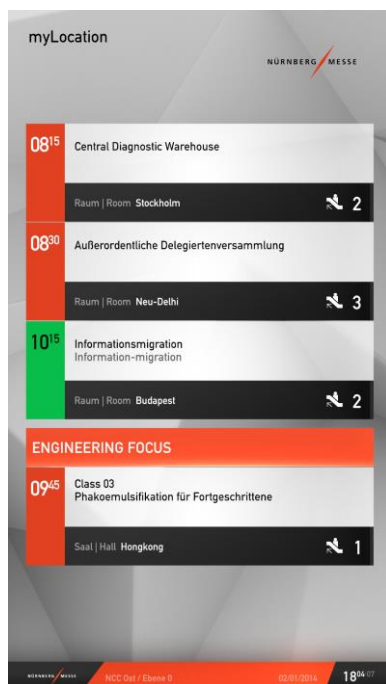 myLocation
NÜRNBERG MESSE
0815
Central Diagnostic Warehouse
Raum | Room Stockholm
2
0830
Außerordentliche Delegiertenversammlung
Raum | Room Neu-Delhi
3
1015
Informationsmigration
Information-migration
Raum | Room Budapest
2
ENGINEERING FOCUS
0945
Class 03
Phakoemulsifikation für Fortgeschrittene
Saal | Hall Hongkong
1
NÜRNBERG MESSE
NCC Ost / Ebene 0
02/01/2014
1804:07